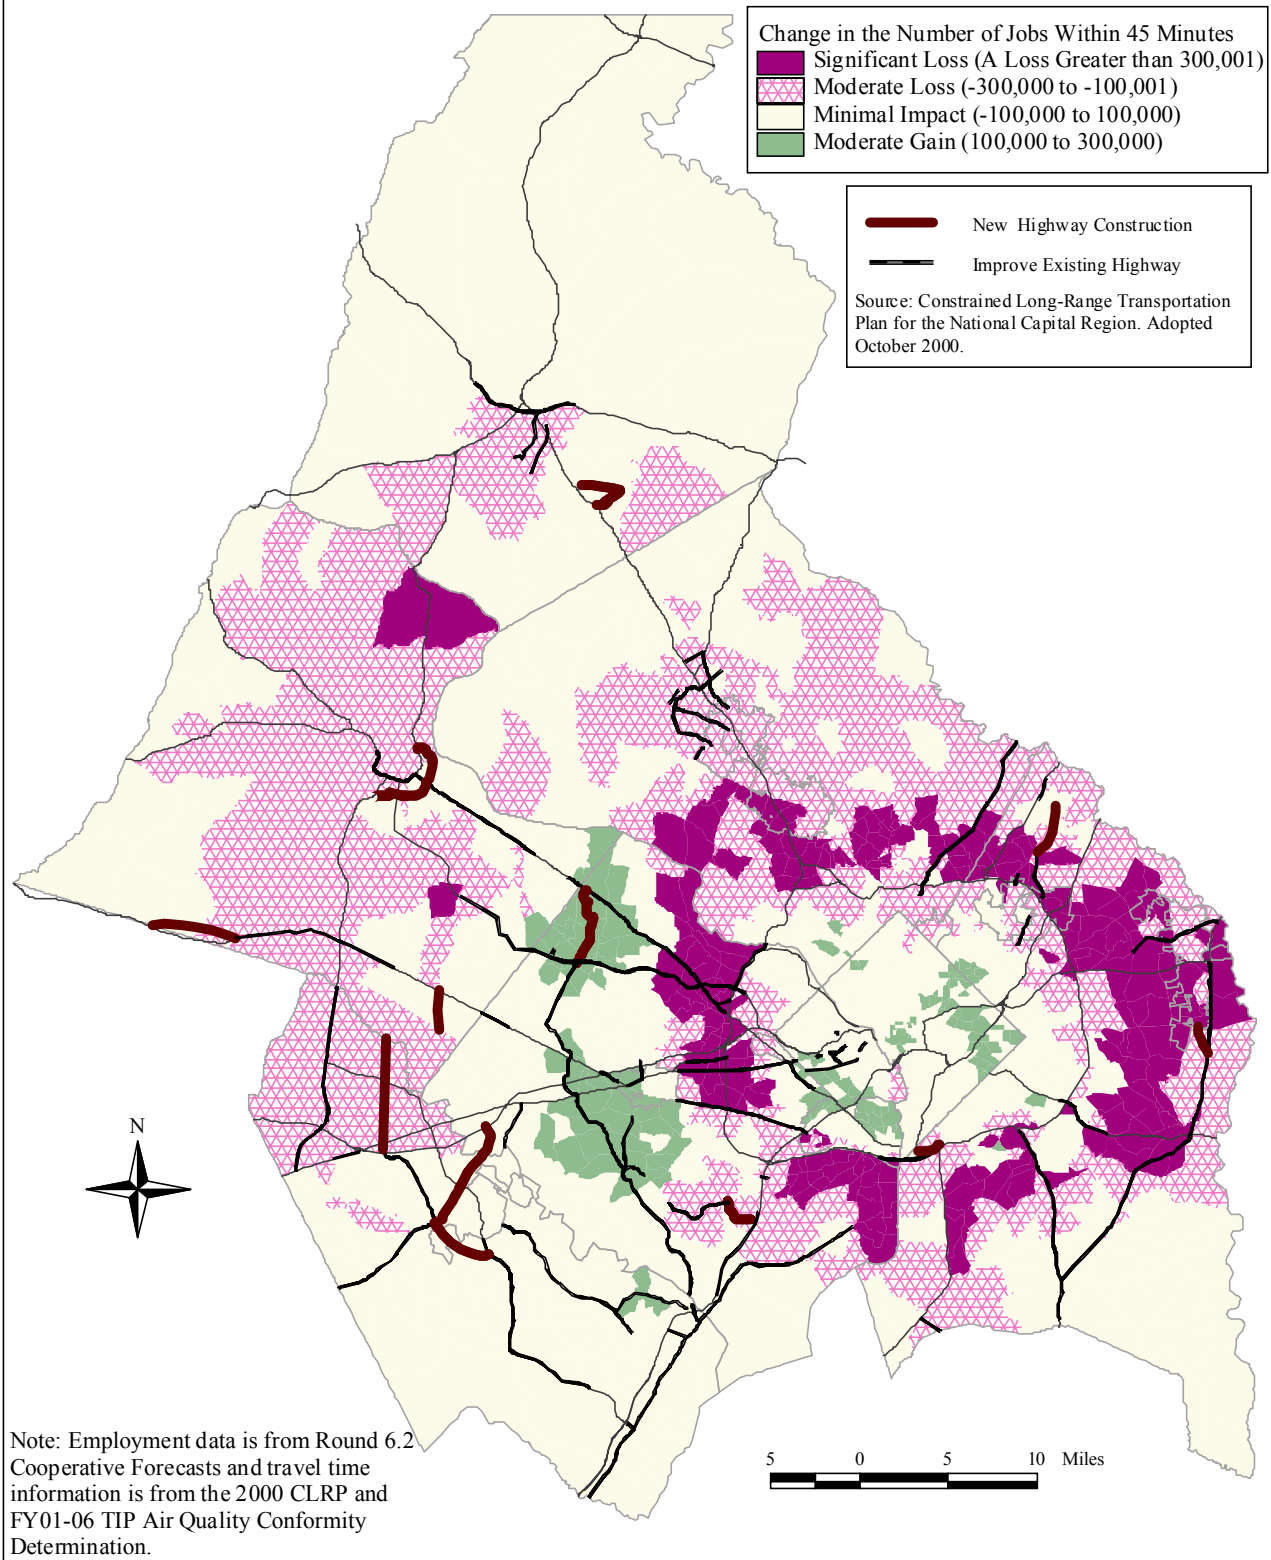 Change in the Number of Jobs Within 45 Minutes
Significant Loss (A Loss Greater than 300,001)
Moderate Loss (-300,000 to -100,001)
Minimal Impact (-100,000 to 100,000)
Moderate Gain (100,000 to 300,000)
New Highway Construction
Improve Existing Highway
Source: Constrained Long-Range Transportation
Plan for the National Capital Region. Adopted
October 2000.
N
5 0 5 10 Miles
Note: Employment data is from Round 6.2
Cooperative Forecasts and travel time
information is from the 2000 CLRP and
FY01-06 TIP Air Quality Conformity
Determination.